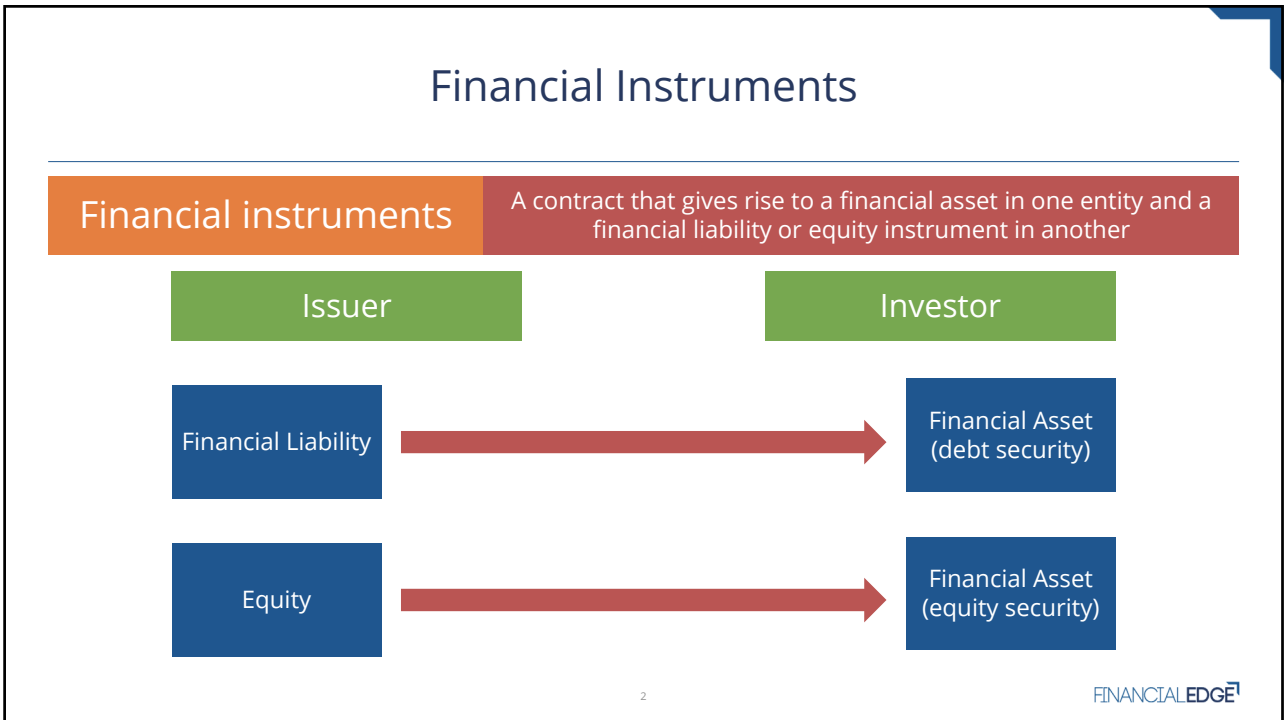 Financial Instruments
Financial instruments
A contract that gives rise to a financial asset in one entity and a
financial liability or equity instrument in another
Issuer
Investor
Financial Liability
Financial Asset
(debt security)
Equity
Financial Asset
(equity security)
2
FINANCIALEDGE